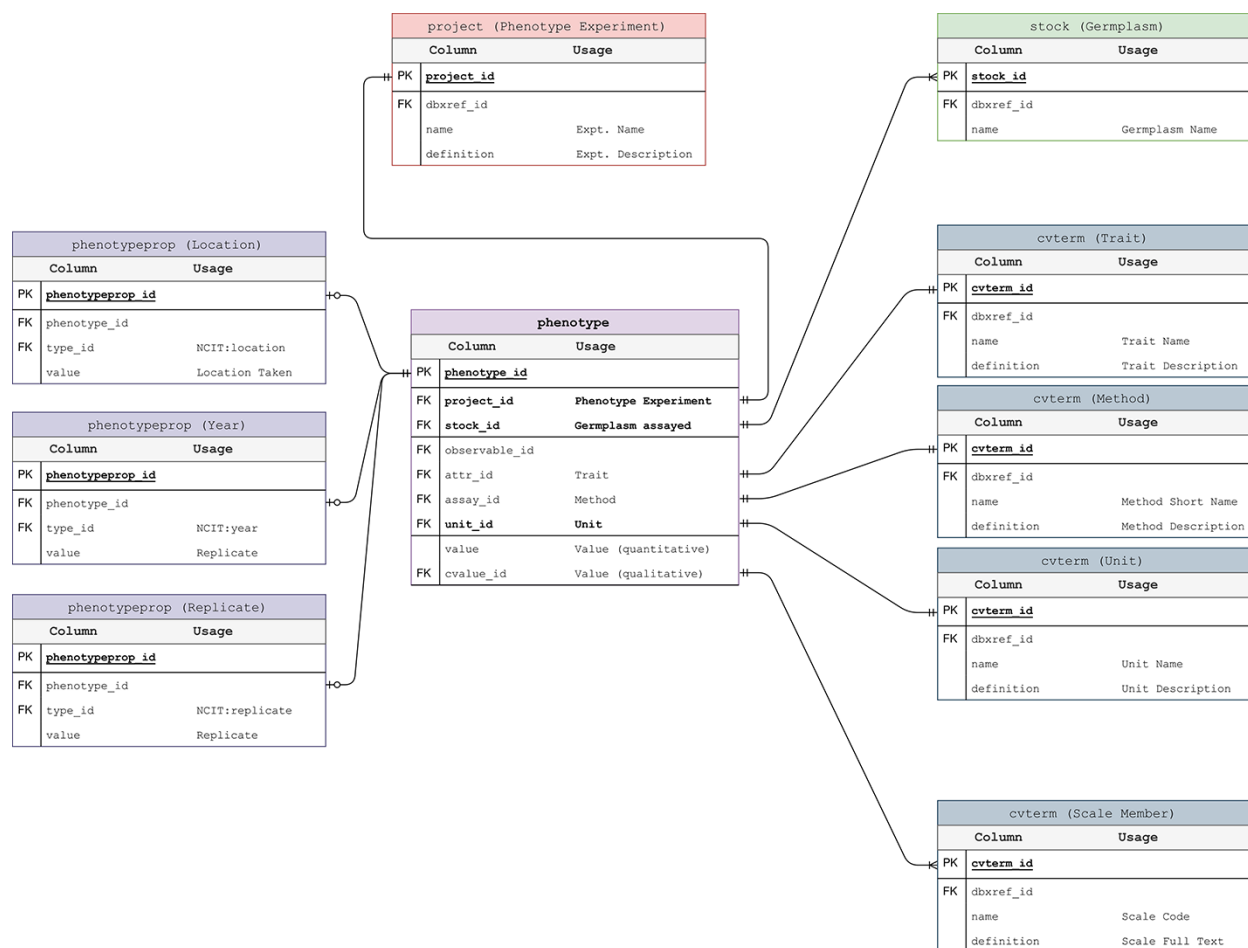 project (Phenotype Experiment)
Column Usage
PK project_id
FK dbxref_id
name Expt. Name
definition Expt. Description
stock (Germplasm)
Column Usage
PK stock_id
FK dbxref_id
name Germplasm Name
phenotypeprop (Location)
Column Usage
PK phenotypeprop_id
FK phenotype_id
FK type_id NCIT:location
value Location Taken
phenotypeprop (Year)
Column Usage
PK phenotypeprop_id
FK phenotype_id
FK type_id NCIT:year
value Replicate
phenotypeprop (Replicate)
Column Usage
PK phenotypeprop_id
FK phenotype_id
FK type_id NCIT:replicate
value Replicate
phenotype
Column Usage
PK phenotype_id
FK project_id Phenotype Experiment
FK stock_id Germplasm assayed
FK observable_id
FK attr_id Trait
FK assay_id Method
FK unit_id Unit
value Value (quantitative)
FK cvalue_id Value (qualitative)
cvterm (Trait)
Column Usage
PK cvterm_id
FK dbxref_id
name Trait Name
definition Trait Description
cvterm (Method)
Column Usage
PK cvterm_id
FK dbxref_id
name Method Short Name
definition Method Description
cvterm (Unit)
Column Usage
PK cvterm_id
FK dbxref_id
name Unit Name
definition Unit Description
cvterm (Scale Member)
Column Usage
PK cvterm_id
FK dbxref_id
name Scale Code
definition Scale Full Text